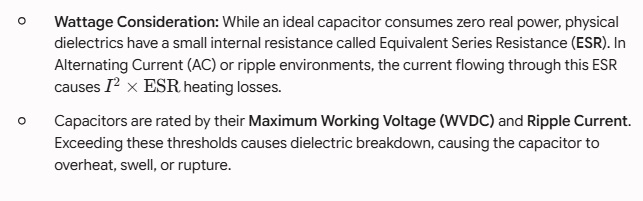 Wattage Consideration: While an ideal capacitor consumes zero real power, physical
dielectrics have a small internal resistance called Equivalent Series Resistance (ESR). In
Alternating Current (AC) or ripple environments, the current flowing through this ESR
causes I² × ESR heating losses.
Capacitors are rated by their Maximum Working Voltage (WVDC) and Ripple Current.
Exceeding these thresholds causes dielectric breakdown, causing the capacitor to
overheat, swell, or rupture.